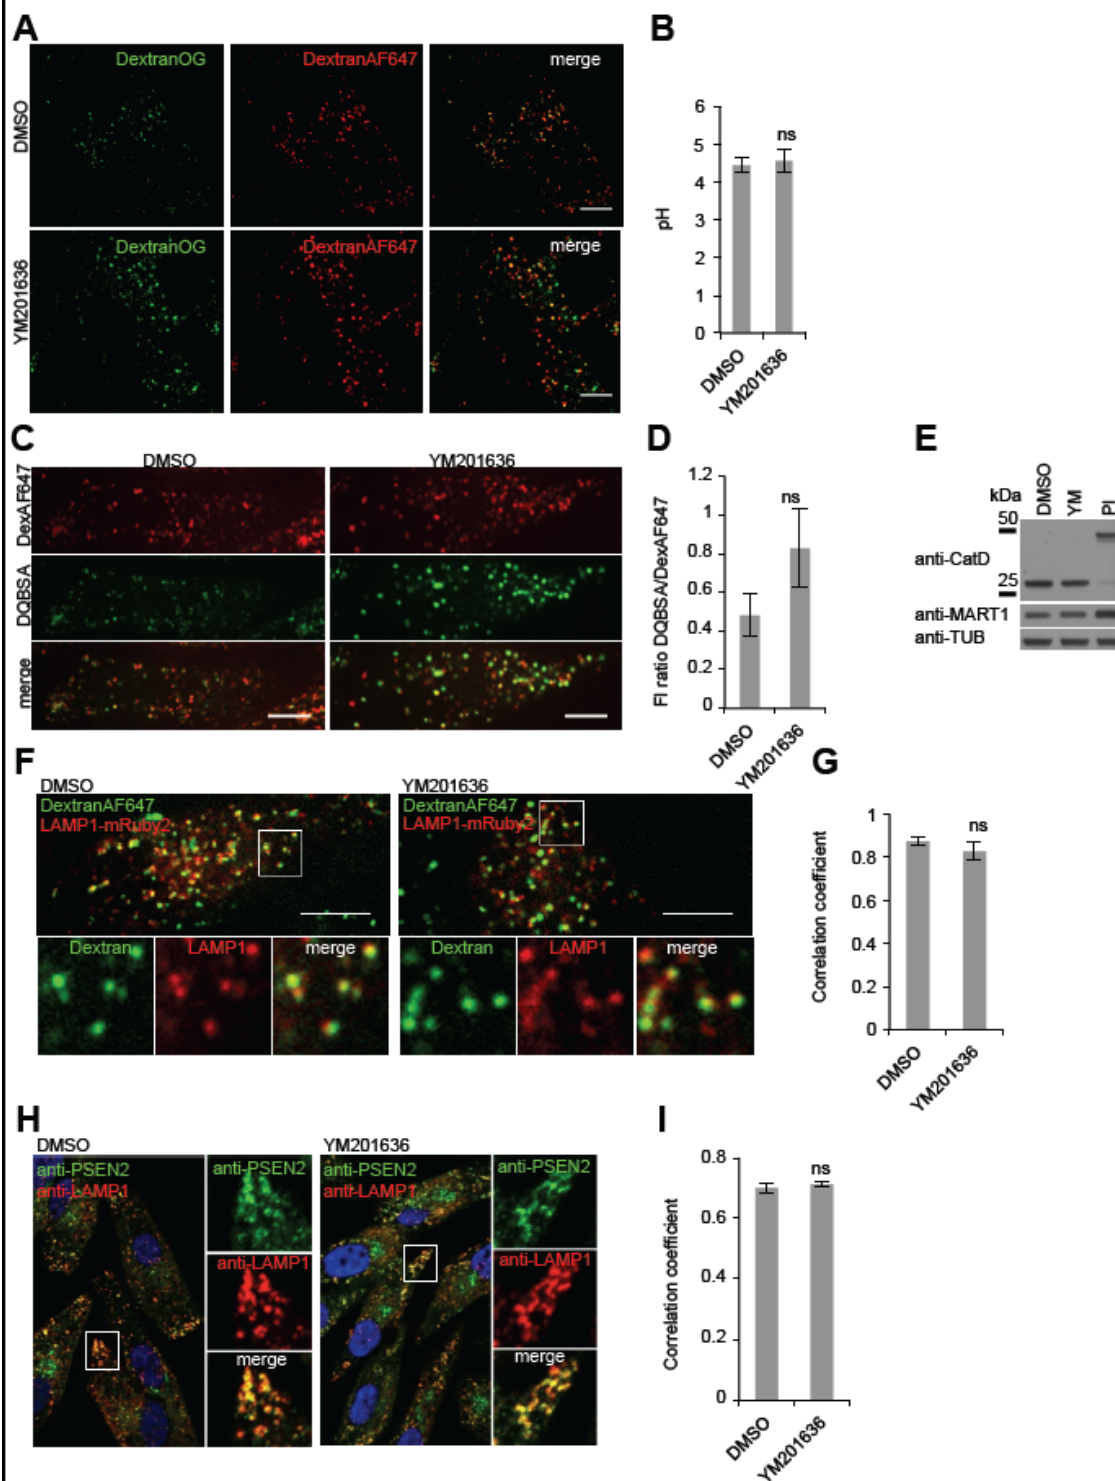 A
DextranOG
DextranAF647
merge
DMSO
DextranOG
DextranAF647
merge
YM201636
B
6
5
4
4
2
1
0
pH
ns
DMSO
YM201636
C
DMSO
YM201636
DexAF647
DQBSA
merge
D
1.2
1
0.8
0.6
0.4
0.2
0
FI ratio DQBSA/DexAF647
ns
DMSO
YM201636
E
kDa
DMSO
YM
PI
50
anti-CatD
25
anti-MART1
anti-TUB
F
DMSO
DextranAF647
LAMP1-mRuby2
Dextran
LAMP1
merge
YM201636
DextranAF647
LAMP1-mRuby2
Dextran
LAMP1
merge
G
1
0.8
0.6
0.4
0.2
0
Correlation coefficient
ns
DMSO
YM201636
H
DMSO
anti-PSEN2
anti-LAMP1
anti-PSEN2
anti-LAMP1
merge
YM201636
anti-PSEN2
anti-LAMP1
anti-PSEN2
anti-LAMP1
merge
I
0.8
0.6
0.4
0.2
0
Correlation coefficient
ns
DMSO
YM201636